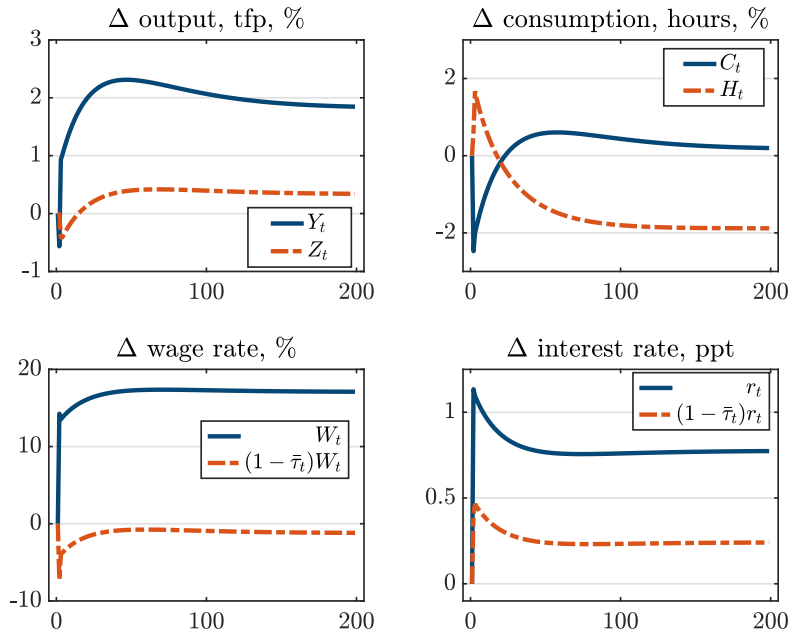 Δ output, tfp, %
3
2
1
0
-1
0
100
200
Y_t
Z_t
Δ consumption, hours, %
2
0
-2
0
100
200
C_t
H_t
Δ wage rate, %
20
10
0
-10
0
100
200
W_t
(1 − τ̄_t)W_t
Δ interest rate, ppt
1
0.5
0
0
100
200
r_t
(1 − τ̄_t)r_t